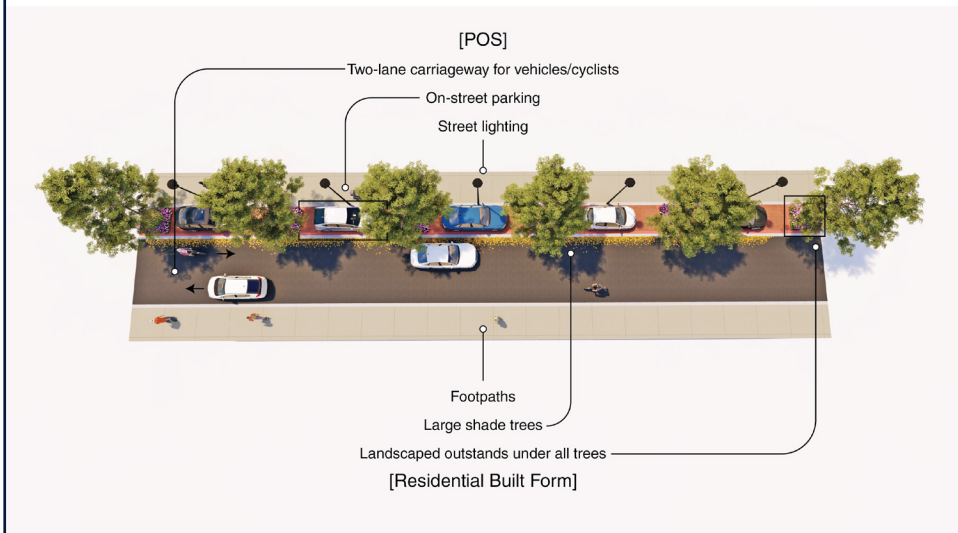 [POS]
Two-lane carriageway for vehicles/cyclists
On-street parking
Street lighting
Footpaths
Large shade trees
Landscaped outstands under all trees
[Residential Built Form]